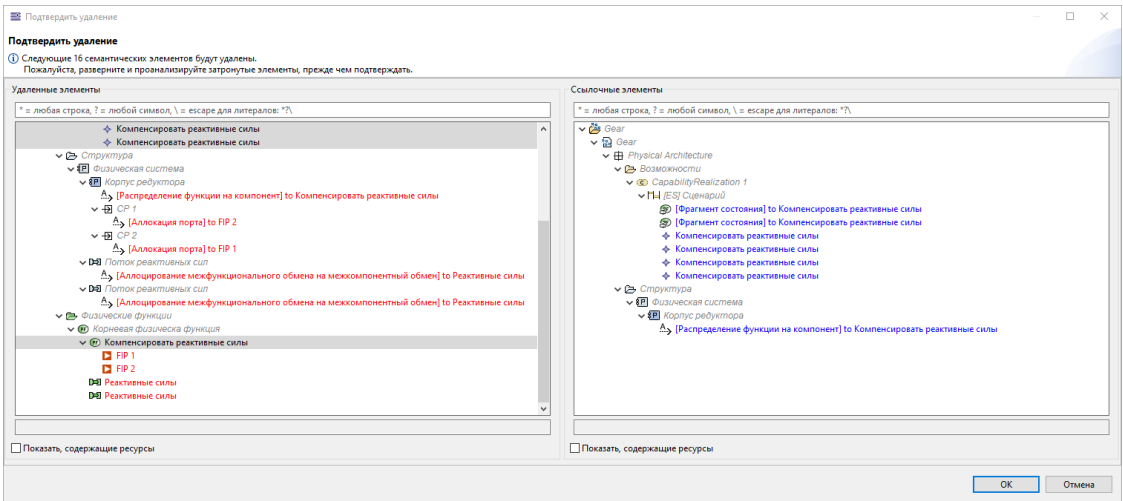 Подтвердить удаление
Подтвердить удаление
Следующие 16 семантических элементов будут удалены.
Пожалуйста, разверните и проанализируйте затронутые элементы, прежде чем подтверждать.
Удаленные элементы
* = любая строка, ? = любой символ, \ = escape для литералов: *?\
Компенсировать реактивные силы
Компенсировать реактивные силы
Структура
Физическая система
Корпус редуктора
[Распределение функции на компонент] to Компенсировать реактивные силы
CP 1
[Аллокация порта] to FIP 2
CP 2
[Аллокация порта] to FIP 1
Поток реактивных сил
[Аллоцирование межфункционального обмена на межкомпонентный обмен] to Реактивные силы
Поток реактивных сил
[Аллоцирование межфункционального обмена на межкомпонентный обмен] to Реактивные силы
Физические функции
Корневая физическа функция
Компенсировать реактивные силы
FIP 1
FIP 2
Реактивные силы
Реактивные силы
Показать, содержащие ресурсы
Ссылочные элементы
* = любая строка, ? = любой символ, \ = escape для литералов: *?\
Gear
Gear
Physical Architecture
Возможности
CapabilityRealization 1
[ES] Сценарий
[Фрагмент состояния] to Компенсировать реактивные силы
[Фрагмент состояния] to Компенсировать реактивные силы
Компенсировать реактивные силы
Компенсировать реактивные силы
Компенсировать реактивные силы
Компенсировать реактивные силы
Структура
Физическая система
Корпус редуктора
[Распределение функции на компонент] to Компенсировать реактивные силы
Показать, содержащие ресурсы
OK
Отмена